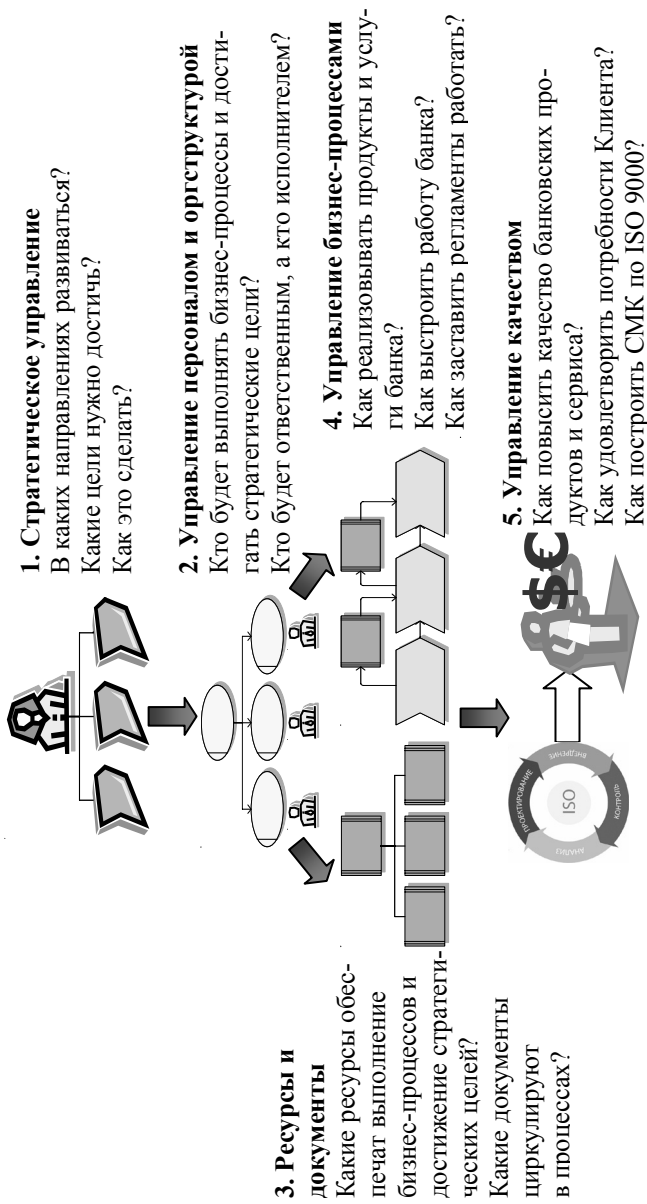 1. Стратегическое управление
В каких направлениях развиваться?
Какие цели нужно достичь?
Как это сделать?
2. Управление персоналом и оргструктурой
Кто будет выполнять бизнес-процессы и дости-
гать стратегические цели?
Кто будет ответственным, а кто исполнителем?
3. Ресурсы и
документы
Какие ресурсы обес-
печат выполнение
бизнес-процессов и
достижение стратеги-
ческих целей?
Какие документы
циркулируют
в процессах?
4. Управление бизнес-процессами
Как реализовывать продукты и услу-
ги банка?
Как выстроить работу банка?
Как заставить регламенты работать?
5. Управление качеством
Как повысить качество банковских про-
дуктов и сервиса?
Как удовлетворить потребности Клиента?
Как построить СМК по ISO 9000?
ПРОЕКТИРОВАНИЕ
ВНЕДРЕНИЕ
КОНТРОЛЬ
АНАЛИЗ
ISO
$€